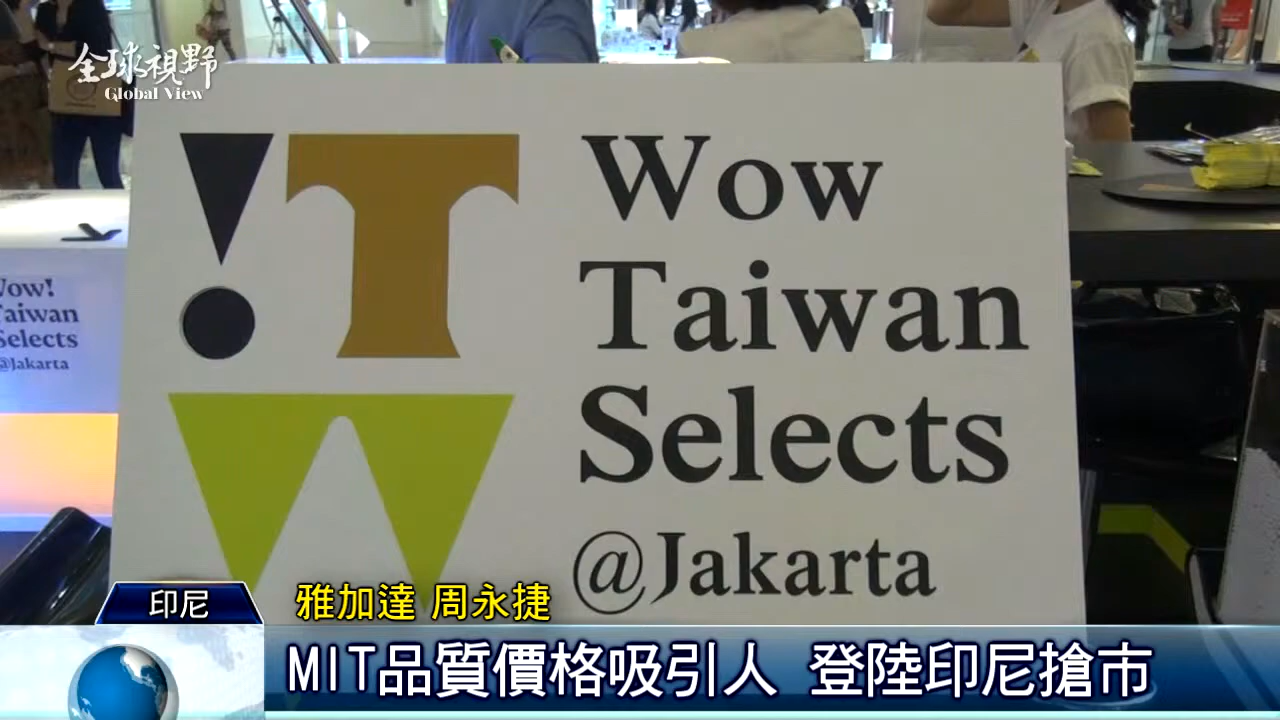 全球視野
Global View
Wow
Taiwan
Selects
@Jakarta
Wow!
Taiwan
Selects
@Jakarta
印尼
雅加達 周永捷
MIT品質價格吸引人 登陸印尼搶市